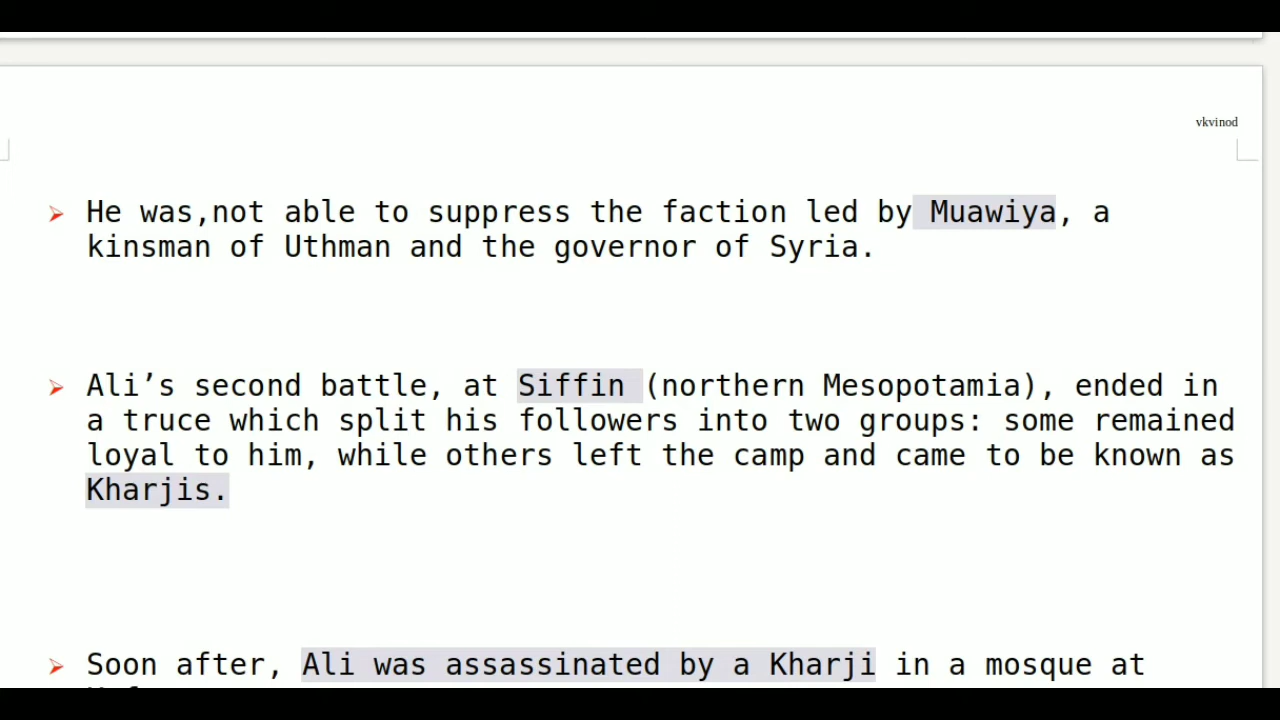 vkvinod
He was,not able to suppress the faction led by Muawiya, a
kinsman of Uthman and the governor of Syria.
Ali’s second battle, at Siffin (northern Mesopotamia), ended in
a truce which split his followers into two groups: some remained
loyal to him, while others left the camp and came to be known as
Kharjis.
Soon after, Ali was assassinated by a Kharji in a mosque at